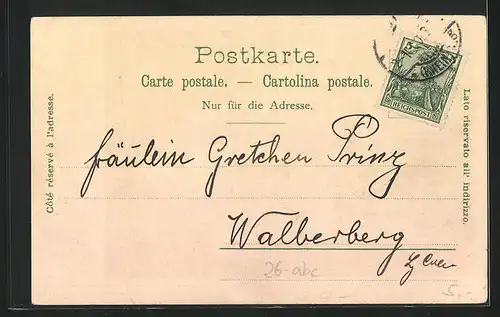 Postkarte.
Carte postale. — Cartolina postale.
Nur für die Adresse.
Côté réservé à l'adresse.
Lato riservato all' indirizzo.
5
REICHSPOST
Fräulein Gretchen Prinz
Walberberg
26-abc